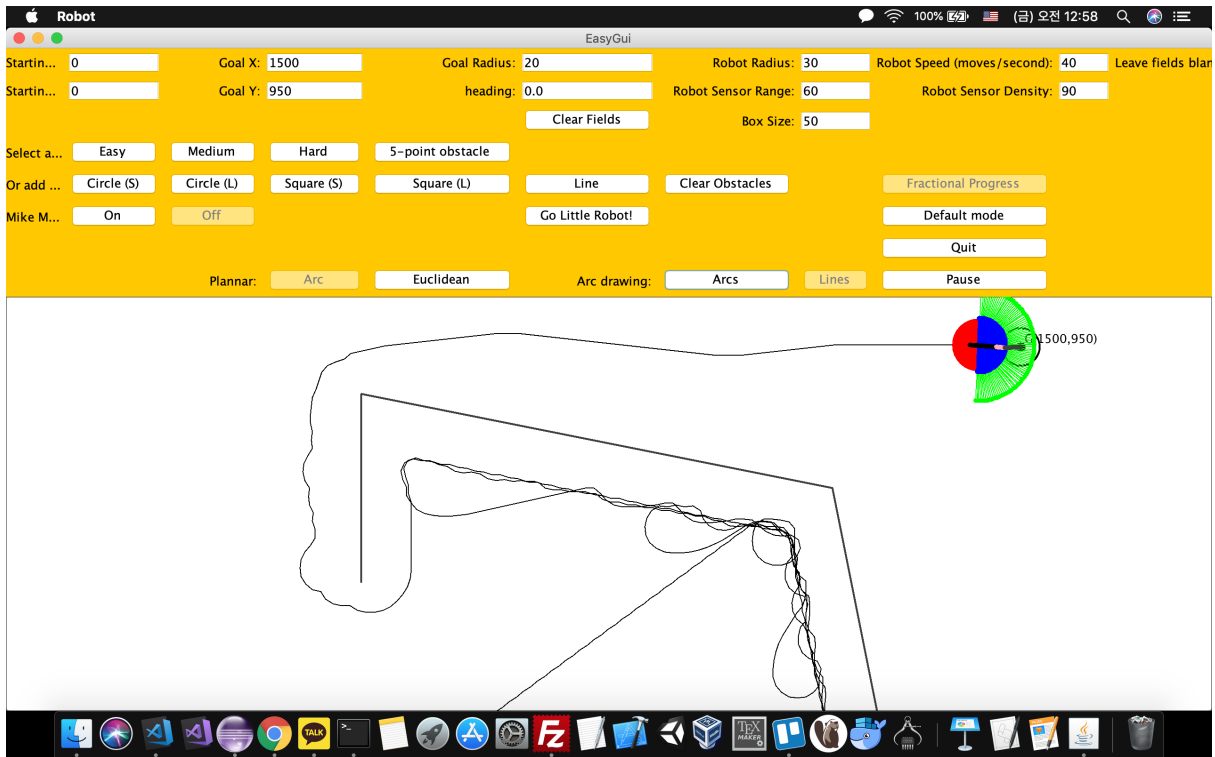 Robot 100% (금) 오전 12:58
EasyGui
Startin... 0 Goal X: 1500 Goal Radius: 20 Robot Radius: 30 Robot Speed (moves/second): 40 Leave fields blan
Startin... 0 Goal Y: 950 heading: 0.0 Robot Sensor Range: 60 Robot Sensor Density: 90
Clear Fields Box Size: 50
Select a... Easy Medium Hard 5-point obstacle
Or add ... Circle (S) Circle (L) Square (S) Square (L) Line Clear Obstacles Fractional Progress
Mike M... On Off Go Little Robot! Default mode
Quit
Plannar: Arc Euclidean Arc drawing: Arcs Lines Pause
G(1500,950)
TALK
Fz
TEX
MAKER